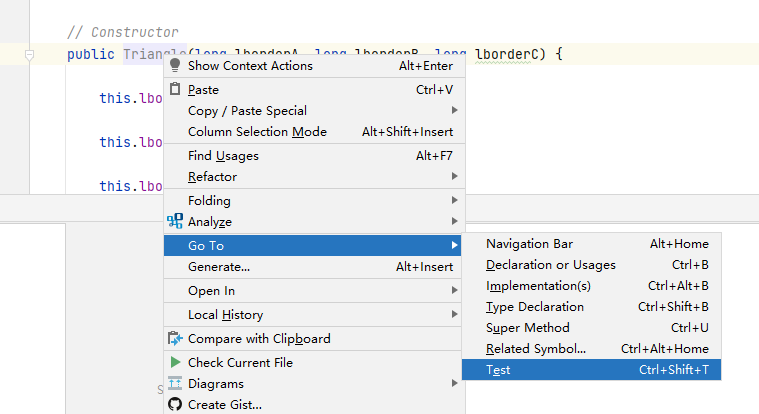 // Constructor
public Triangle(long lborderA, long lborderB, long lborderC) {
this.lbo
this.lbo
this.lbo
Show Context Actions Alt+Enter
Paste Ctrl+V
Copy / Paste Special
Column Selection Mode Alt+Shift+Insert
Find Usages Alt+F7
Refactor
Folding
Analyze
Go To
Generate... Alt+Insert
Open In
Local History
Compare with Clipboard
Check Current File
Diagrams
Create Gist...
Navigation Bar Alt+Home
Declaration or Usages Ctrl+B
Implementation(s) Ctrl+Alt+B
Type Declaration Ctrl+Shift+B
Super Method Ctrl+U
Related Symbol... Ctrl+Alt+Home
Test Ctrl+Shift+T
S